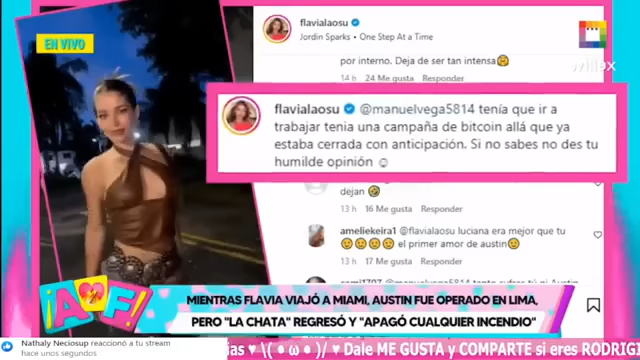 EN VIVO
flavialaosu
Jordin Sparks • One Step At a Time
willax
por interno. Deja de ser tan intensa🙂
14 h 24 Me gusta Responder
flavialaosu @manuelvega5814 tenía que ir a
trabajar tenia una campaña de bitcoin allá que ya
estaba cerrada con anticipación. Si no sabes no des tu
humilde opinión ☺
dejan
13 h 16 Me gusta Responder
ameliekeira1 @flavialaosu luciana era mejor que tu
el primer amor de austin
13 h 17 Me gusta Responder
¡A F!
MIENTRAS FLAVIA VIAJÓ A MIAMI, AUSTIN FUE OPERADO EN LIMA,
PERO "LA CHATA" REGRESÓ Y "APAGÓ CUALQUIER INCENDIO"
Nathaly Neciosup reaccionó a tu stream
hace unos segundos
ias ♥ \( • ω • )/ ♥ Dale ME GUSTA y COMPARTE si eres RODRIG